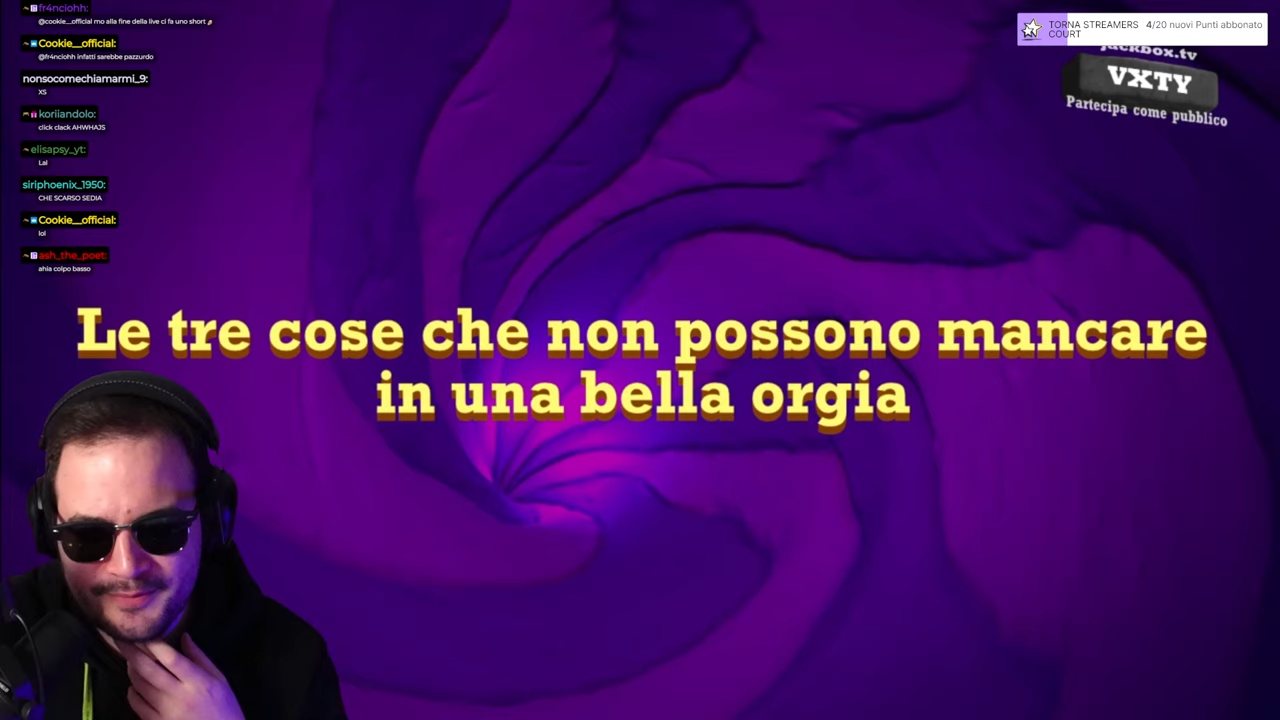 fr4nciohh:
@cookie__official mo alla fine della live ci fa uno short
Cookie__official:
@fr4nciohh infatti sarebbe pazzurdo
nonsocomechiamarmi_9:
XS
koriiandolo:
click clack AHWHAJS
elisapsy_yt:
Lal
siriphoenix_1950:
CHE SCARSO SEDIA
Cookie__official:
lol
ash_the_poet:
ahia colpo basso
TORNA STREAMERS COURT
4/20 nuovi Punti abbonato
jackbox.tv
VXTY
Partecipa come pubblico
Le tre cose che non possono mancare
in una bella orgia